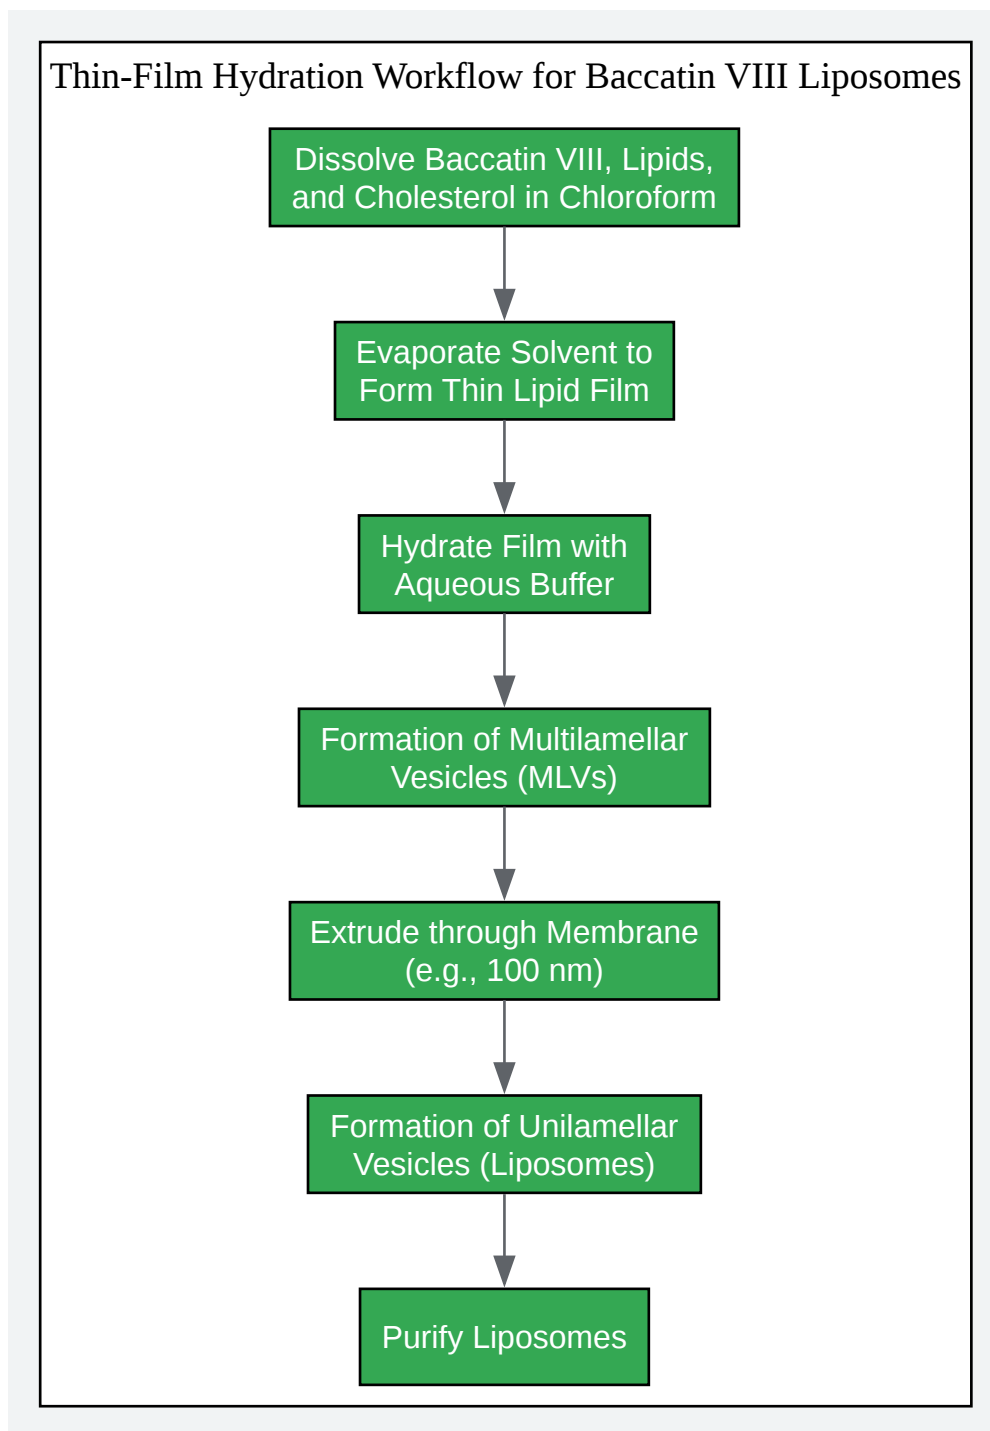 Thin-Film Hydration Workflow for Baccatin VIII Liposomes
Dissolve Baccatin VIII, Lipids,
and Cholesterol in Chloroform
Evaporate Solvent to
Form Thin Lipid Film
Hydrate Film with
Aqueous Buffer
Formation of Multilamellar
Vesicles (MLVs)
Extrude through Membrane
(e.g., 100 nm)
Formation of Unilamellar
Vesicles (Liposomes)
Purify Liposomes